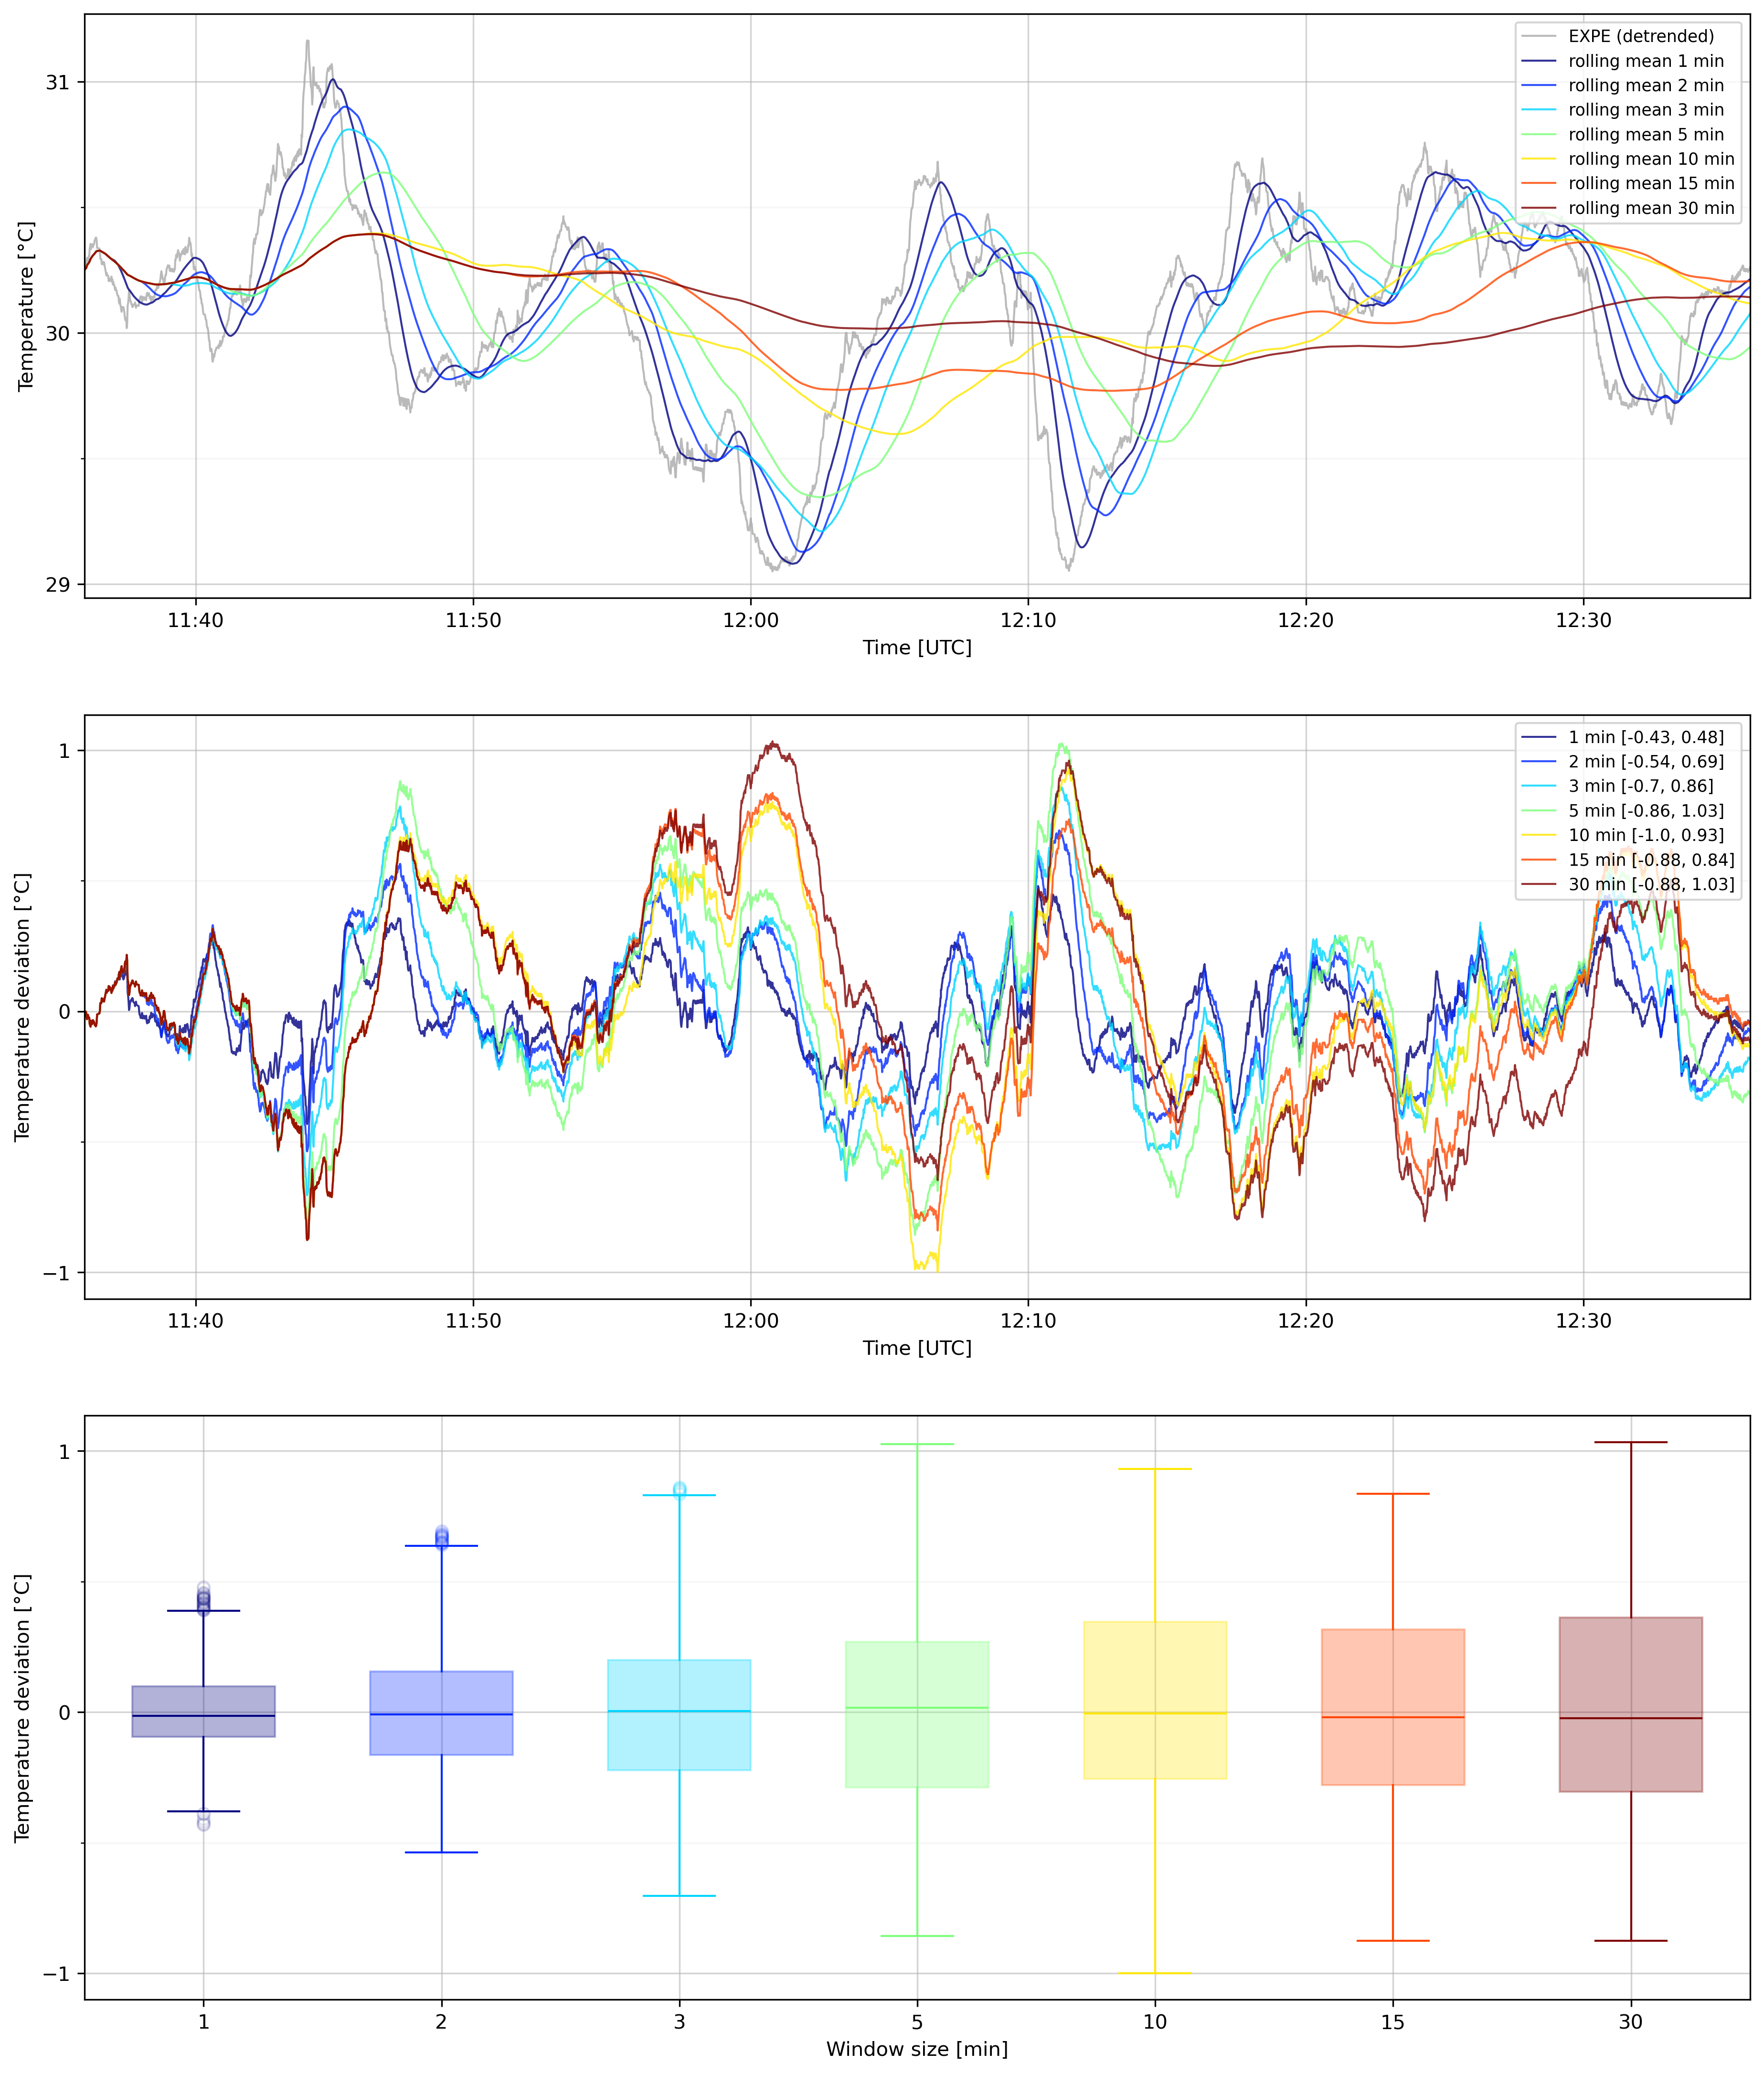 31
30
29
Temperature [°C]
EXPE (detrended)
rolling mean 1 min
rolling mean 2 min
rolling mean 3 min
rolling mean 5 min
rolling mean 10 min
rolling mean 15 min
rolling mean 30 min
11:40 11:50 12:00 12:10 12:20 12:30
Time [UTC]
1
0
−1
Temperature deviation [°C]
1 min [-0.43, 0.48]
2 min [-0.54, 0.69]
3 min [-0.7, 0.86]
5 min [-0.86, 1.03]
10 min [-1.0, 0.93]
15 min [-0.88, 0.84]
30 min [-0.88, 1.03]
11:40 11:50 12:00 12:10 12:20 12:30
Time [UTC]
1
0
−1
Temperature deviation [°C]
1 2 3 5 10 15 30
Window size [min]